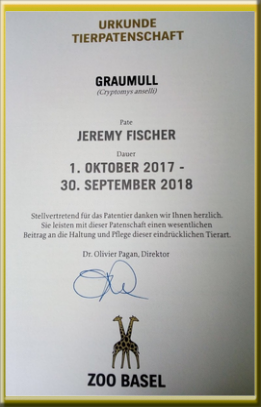 URKUNDE
TIERPATENSCHAFT
GRAUMULL
(Cryptomys anselli)
Pate
JEREMY FISCHER
Dauer
1. OKTOBER 2017 -
30. SEPTEMBER 2018
Stellvertretend für das Patentier danken wir Ihnen herzlich.
Sie leisten mit dieser Patenschaft einen wesentlichen
Beitrag an die Haltung und Pflege dieser eindrücklichen Tierart.
Dr. Olivier Pagan, Direktor
ZOO BASEL